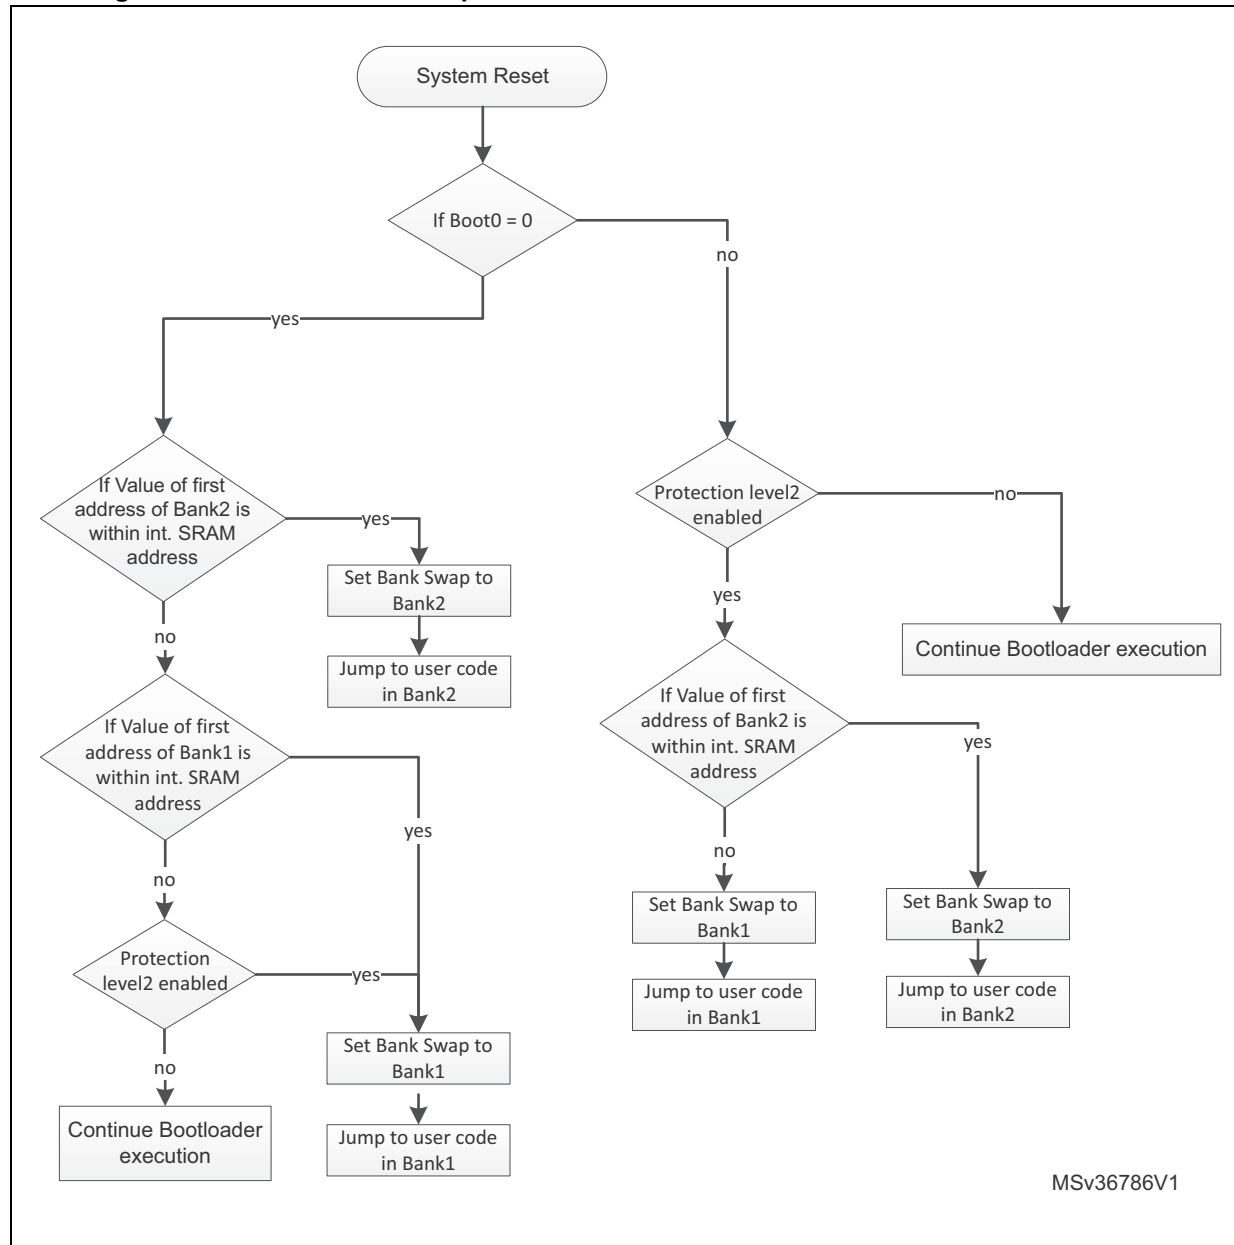 System Reset
If Boot0 = 0
no
yes
If Value of first
address of Bank2 is
within int. SRAM
address
yes
Set Bank Swap to
Bank2
Jump to user code
in Bank2
no
If Value of first
address of Bank1 is
within int. SRAM
address
yes
no
Protection
level2 enabled
yes
Set Bank Swap to
Bank1
Jump to user code
in Bank1
no
Continue Bootloader
execution
Protection level2
enabled
no
Continue Bootloader execution
yes
If Value of first
address of Bank2 is
within int. SRAM
address
yes
no
Set Bank Swap to
Bank1
Jump to user code
in Bank1
Set Bank Swap to
Bank2
Jump to user code
in Bank2
MSv36786V1